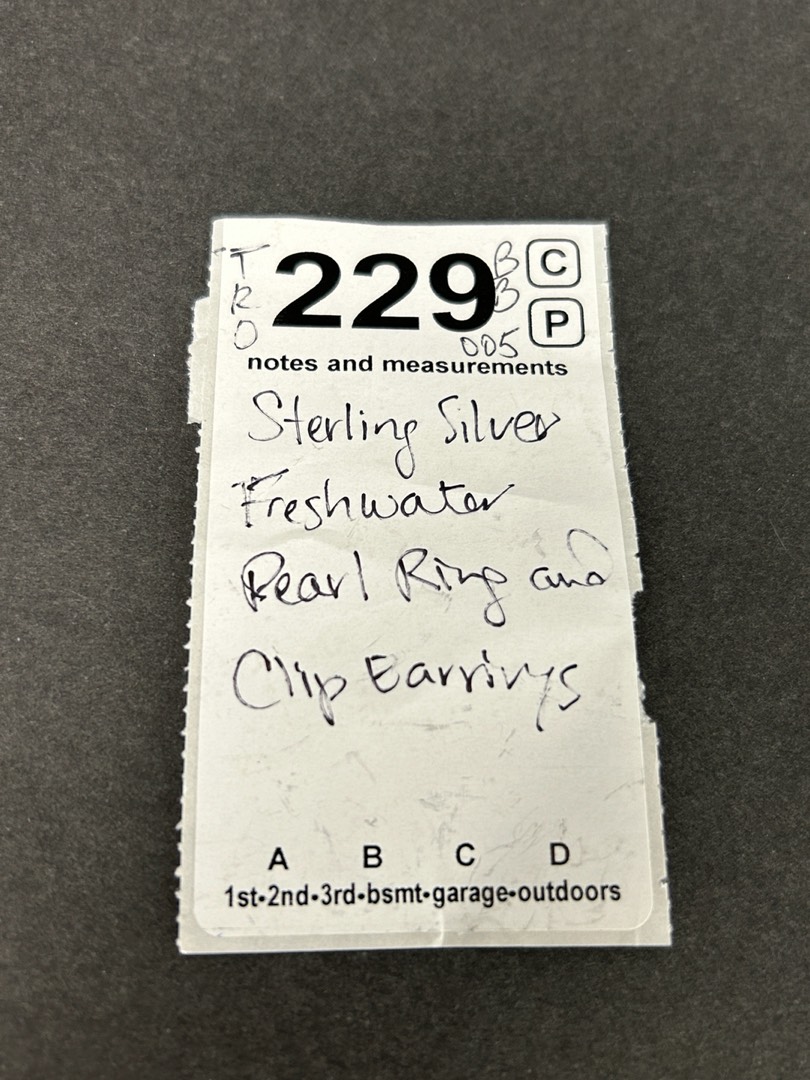 TRO 229 BB C
005 P
notes and measurements
Sterling Silver
Freshwater
Pearl Ring and
Clip Earrings
A B C D
1st-2nd-3rd-bsmt-garage-outdoors